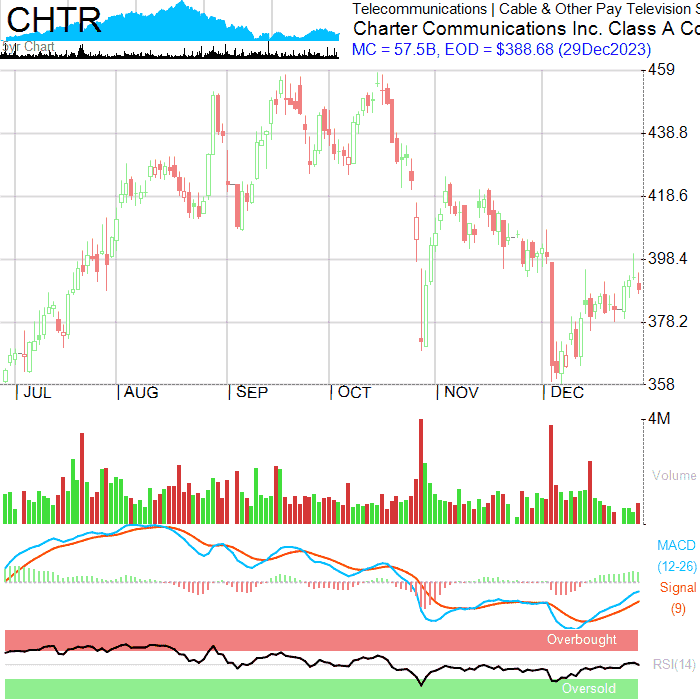 CHTR
5yr Chart
Telecommunications | Cable & Other Pay Television S
Charter Communications Inc. Class A Co
MC = 57.5B, EOD = $388.68 (29Dec2023)
459
438.8
418.6
398.4
378.2
358
JUL
AUG
SEP
OCT
NOV
DEC
4M
Volume
MACD
(12-26)
Signal
(9)
Overbought
RSI(14)
Oversold